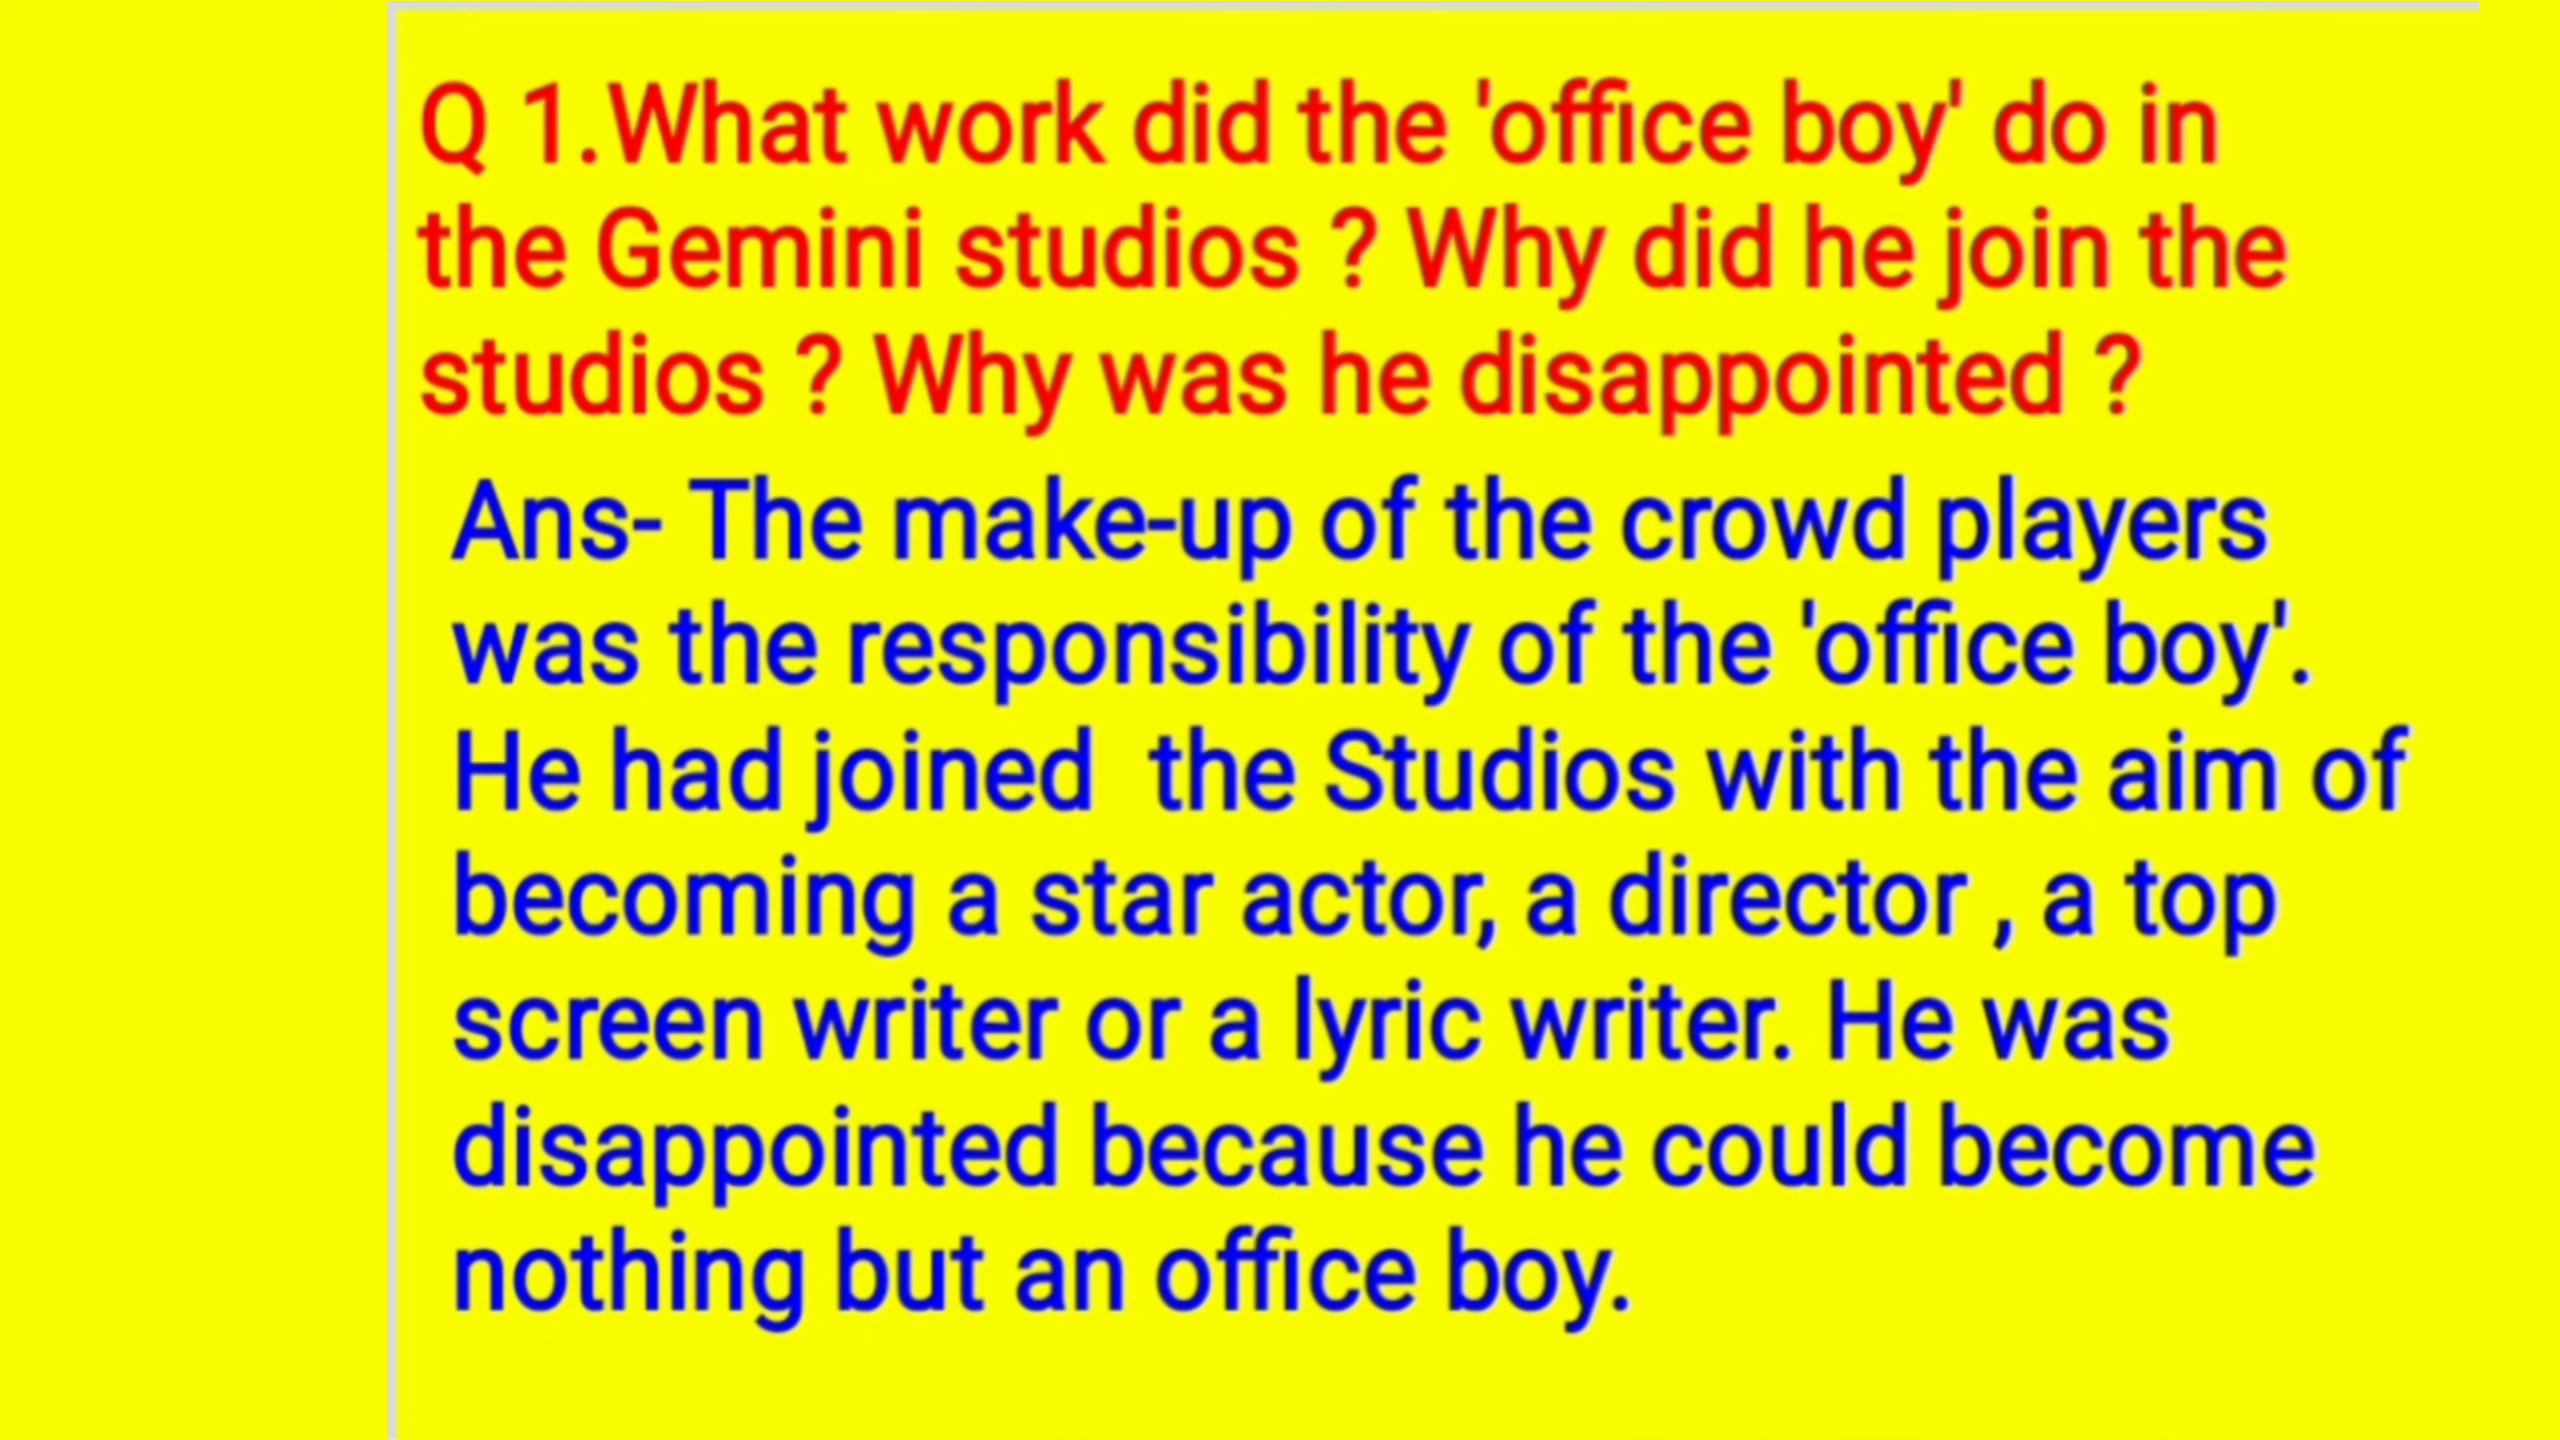 Q 1.What work did the 'office boy' do in
the Gemini studios ? Why did he join the
studios ? Why was he disappointed ?
Ans- The make-up of the crowd players
was the responsibility of the 'office boy'.
He had joined  the Studios with the aim of
becoming a star actor, a director , a top
screen writer or a lyric writer. He was
disappointed because he could become
nothing but an office boy.